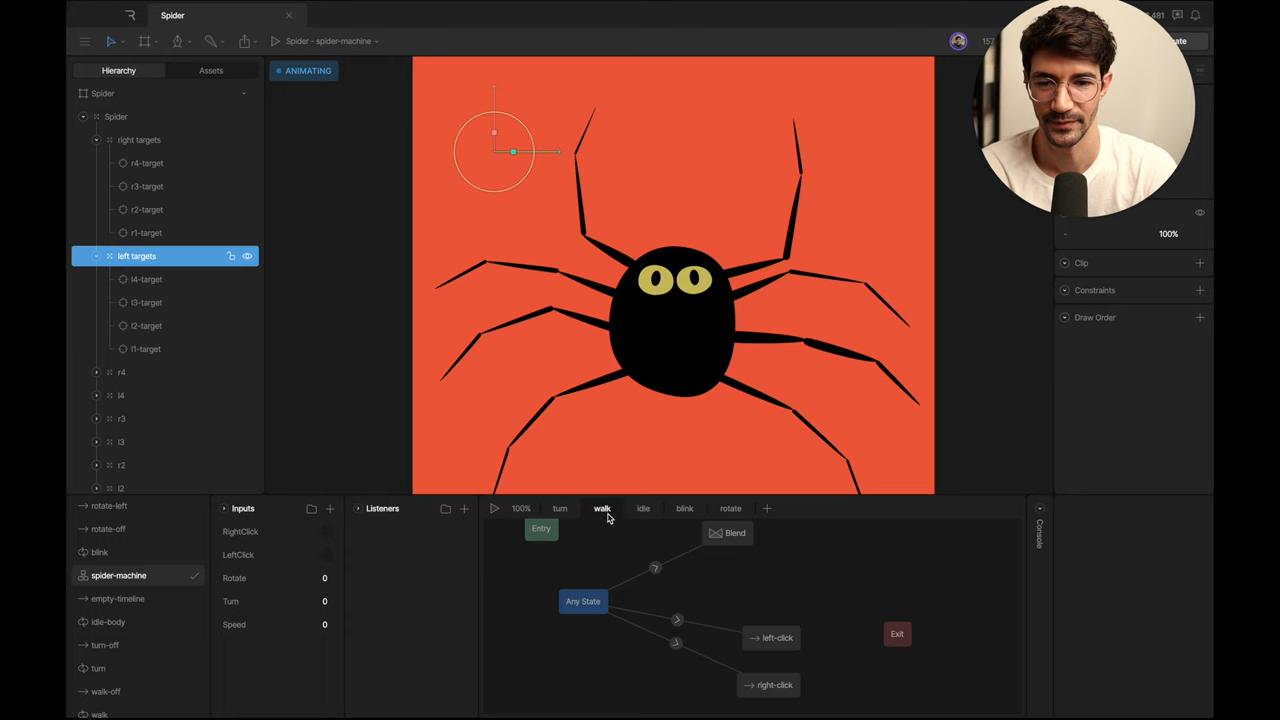 Spider
481
Spider - spider-machine
157
ate
Hierarchy
Assets
ANIMATING
Spider
Spider
right targets
r4-target
r3-target
r2-target
r1-target
left targets
l4-target
l3-target
l2-target
l1-target
r4
l4
r3
l3
r2
l2
-
100%
Clip
Constraints
Draw Order
rotate-left
rotate-off
blink
spider-machine
empty-timeline
idle-body
turn-off
turn
walk-off
walk
Inputs
RightClick
LeftClick
Rotate 0
Turn 0
Speed 0
Listeners
100%
turn
walk
idle
blink
rotate
Entry
Blend
Any State
left-click
right-click
Exit
Console